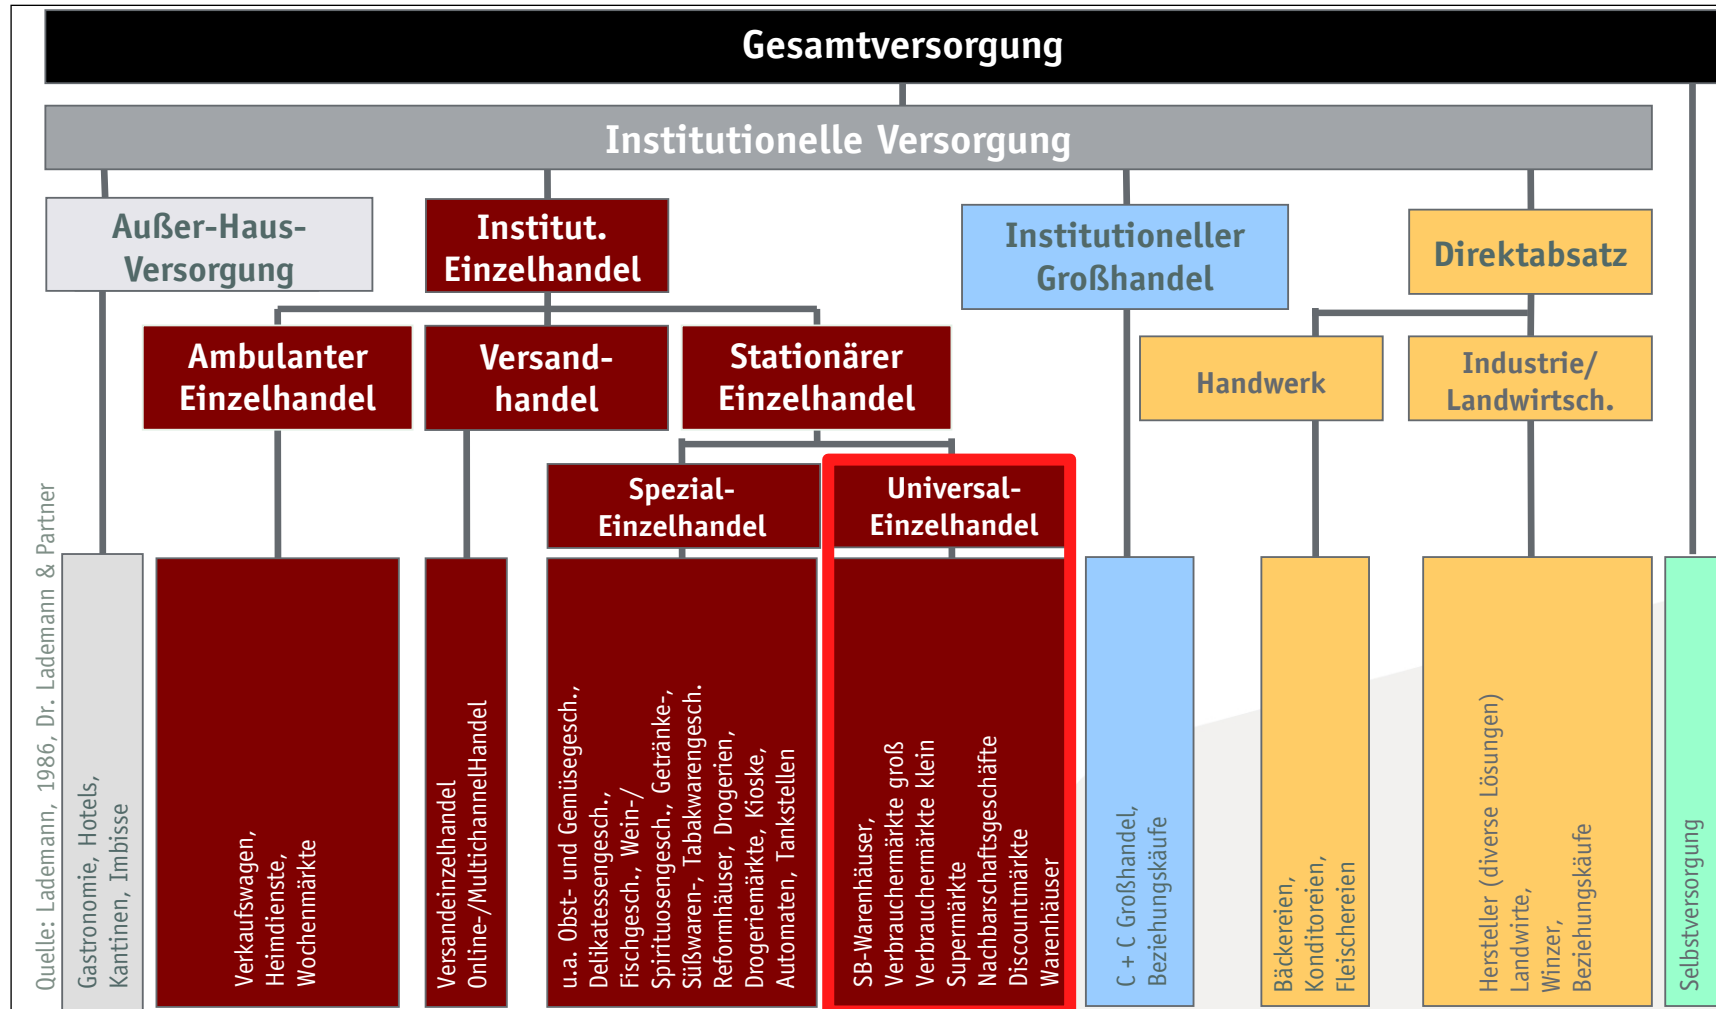 Gesamtversorgung
Institutionelle Versorgung
Außer-Haus-
Versorgung
Institut.
Einzelhandel
Institutioneller
Großhandel
Direktabsatz
Ambulanter
Einzelhandel
Versand-
handel
Stationärer
Einzelhandel
Handwerk
Industrie/
Landwirtsch.
Spezial-
Einzelhandel
Universal-
Einzelhandel
Quelle: Lademann, 1986, Dr. Lademann & Partner
Gastronomie, Hotels,
Kantinen, Imbisse
Verkaufswagen,
Heimdienste,
Wochenmärkte
Versandeinzelhandel
Online-/MultichannelHandel
u.a. Obst- und Gemüsegesch.,
Delikatessengesch.,
Fischgesch., Wein-/
Spirituosengesch., Getränke-,
Süßwaren-, Tabakwarengesch.
Reformhäuser, Drogerien,
Drogeriemärkte, Kioske,
Automaten, Tankstellen
SB-Warenhäuser,
Verbrauchermärkte groß
Verbrauchermärkte klein
Supermärkte
Nachbarschaftsgeschäfte
Discountmärkte
Warenhäuser
C + C Großhandel,
Beziehungskäufe
Bäckereien,
Konditoreien,
Fleischereien
Hersteller (diverse Lösungen)
Landwirte,
Winzer,
Beziehungskäufe
Selbstversorgung